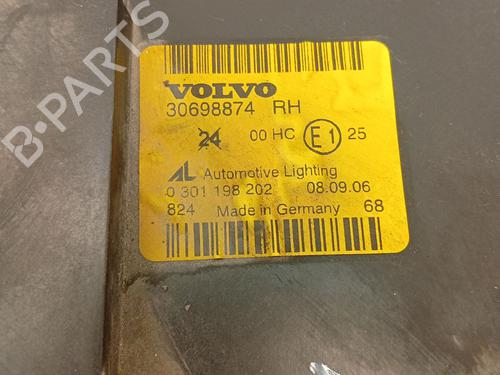 VOLVO
30698874 RH
24 00 HC E1 25
AL Automotive Lighting
0 301 198 202 08.09.06
824 Made in Germany 68
B-PARTS